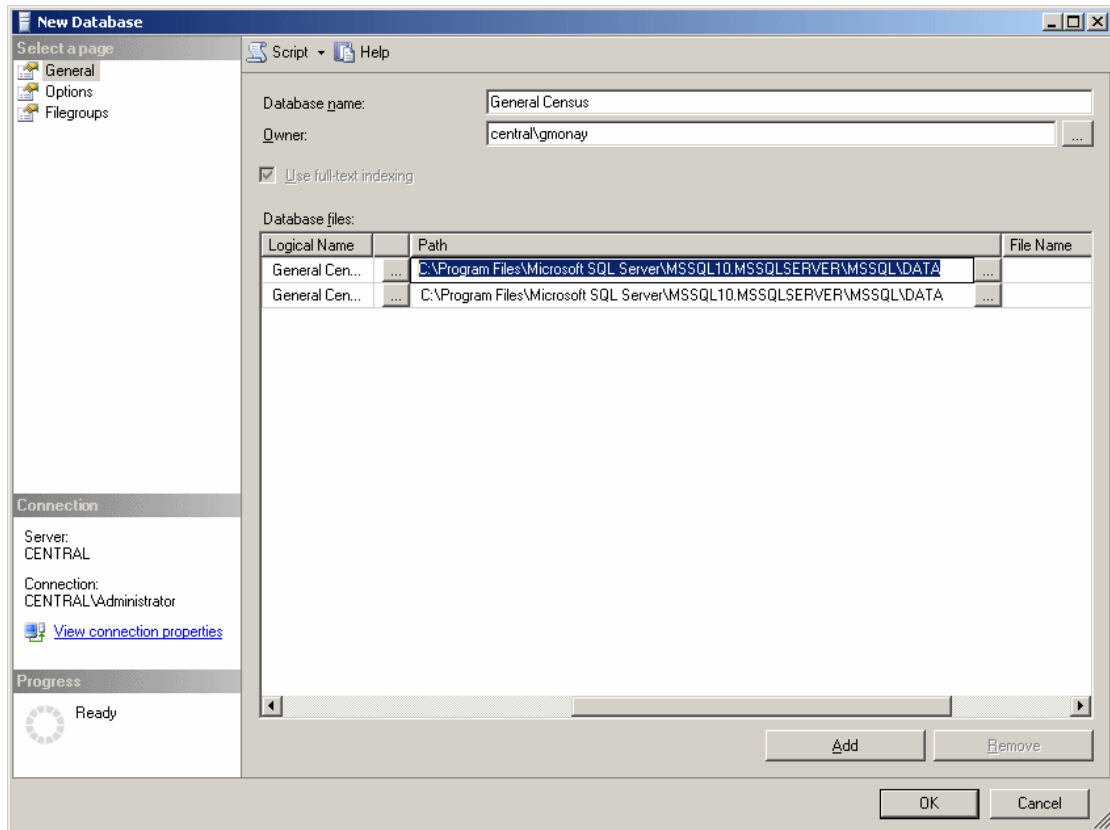 New Database
Select a page
General
Options
Filegroups
Script
Help
Database name:
General Census
Owner:
central\gmonay
...
Use full-text indexing
Database files:
Logical Name Path File Name
General Cen... ... C:\Program Files\Microsoft SQL Server\MSSQL10.MSSQLSERVER\MSSQL\DATA ...
General Cen... ... C:\Program Files\Microsoft SQL Server\MSSQL10.MSSQLSERVER\MSSQL\DATA ...
Connection
Server:
CENTRAL
Connection:
CENTRAL\Administrator
View connection properties
Progress
Ready
Add
Remove
OK
Cancel